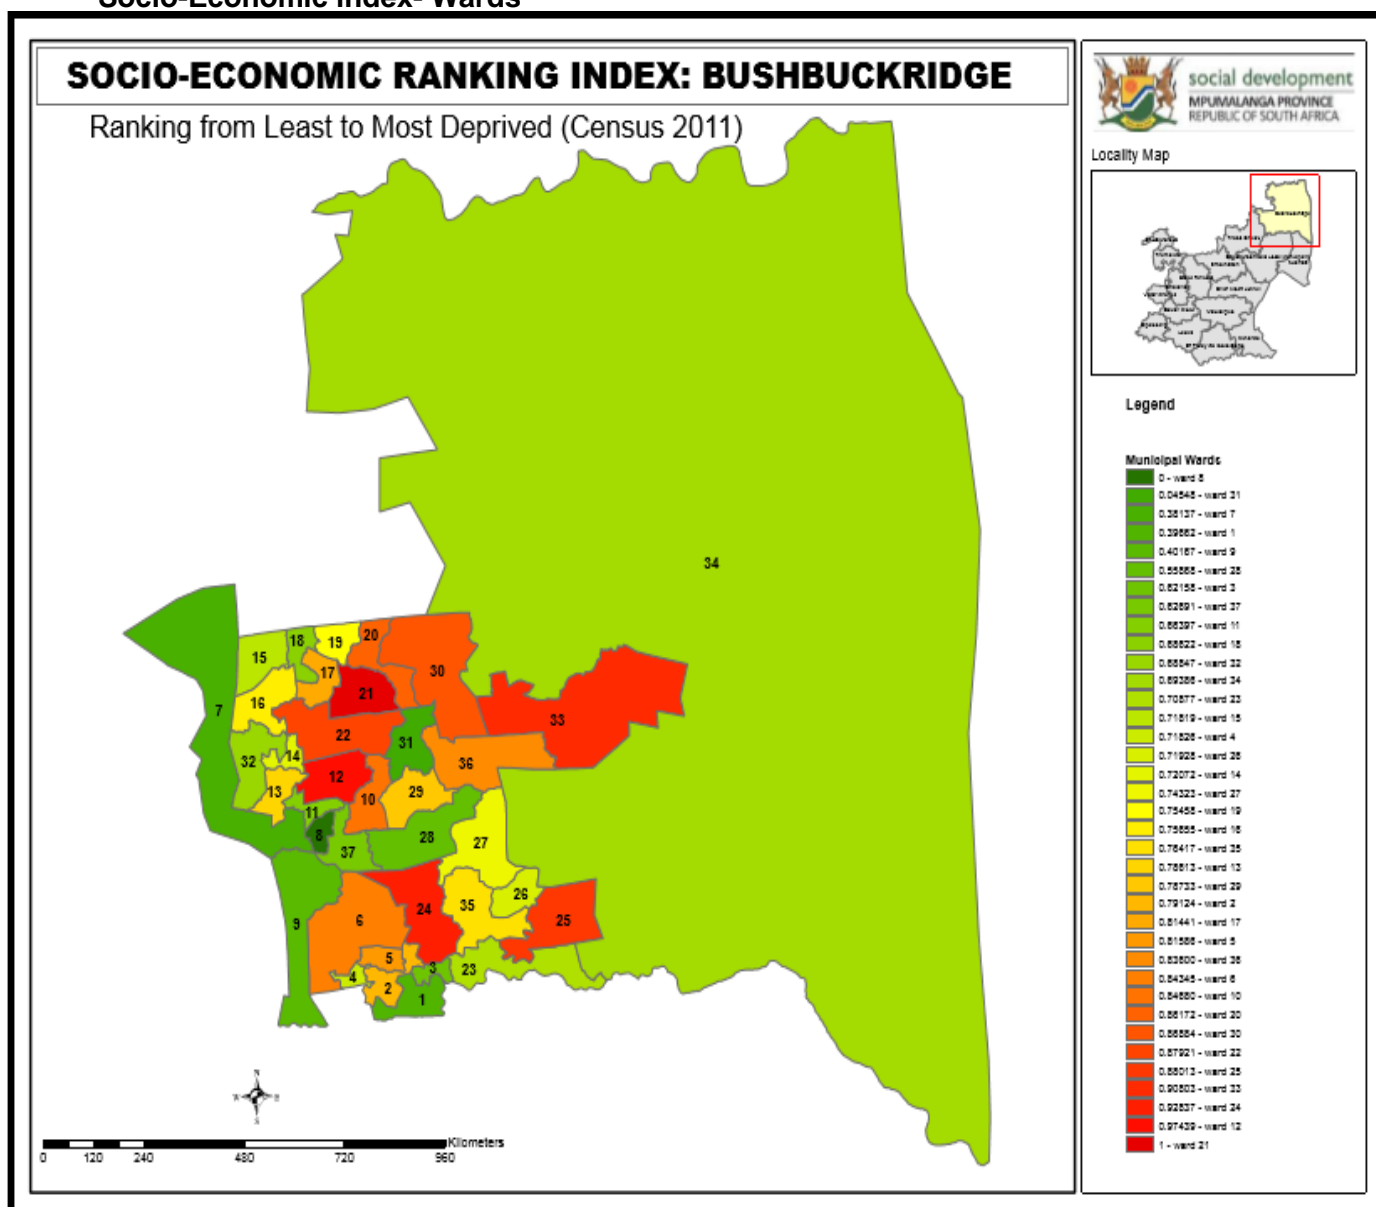 Socio-Economic Index- Wards
SOCIO-ECONOMIC RANKING INDEX: BUSHBUCKRIDGE
Ranking from Least to Most Deprived (Census 2011)
social development
MPUMALANGA PROVINCE
REPUBLIC OF SOUTH AFRICA
Locality Map
Legend
Municipal Wards
0 - ward 8
0.04548 - ward 31
0.38137 - ward 7
0.39662 - ward 1
0.40167 - ward 9
0.55868 - ward 28
0.62158 - ward 3
0.62691 - ward 37
0.66397 - ward 11
0.68622 - ward 18
0.68847 - ward 32
0.69386 - ward 34
0.70877 - ward 23
0.71819 - ward 15
0.71826 - ward 4
0.71928 - ward 26
0.72072 - ward 14
0.74323 - ward 27
0.75458 - ward 19
0.75655 - ward 16
0.76417 - ward 35
0.78613 - ward 13
0.78733 - ward 29
0.79124 - ward 2
0.81441 - ward 17
0.81586 - ward 5
0.83600 - ward 36
0.84345 - ward 6
0.84680 - ward 10
0.86172 - ward 20
0.86884 - ward 30
0.87921 - ward 22
0.88013 - ward 25
0.90803 - ward 33
0.92837 - ward 24
0.97439 - ward 12
1 - ward 21
34
18
19
20
15
17
30
21
16
7
33
22
31
32
14
36
12
13
29
10
11
8
28
37
27
26
35
24
6
25
9
5
3
23
4
2
1
N
W
E
S
Kilometers
0 120 240 480 720 960